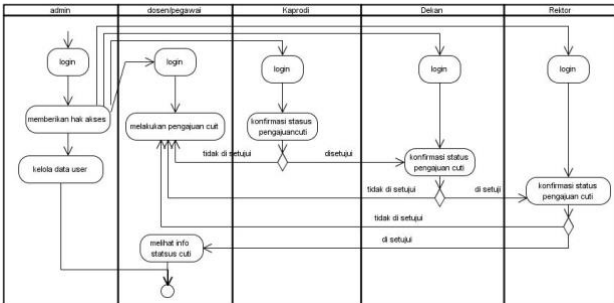 admin
dosen/pegawai
Kaprodi
Dekan
Rektor
login
login
login
login
login
memberikan hak akses
melakukan pengajuan cuit
konfirmasi stasus
pengajuancuti
tidak di setujui
disetujui
konfirmasi status
pengajuan cuti
kelola data user
tidak di setujui
di setuji
konfirmasi status
pengajuan cuti
tidak di setujui
di setujui
melihat info
statsus cuti